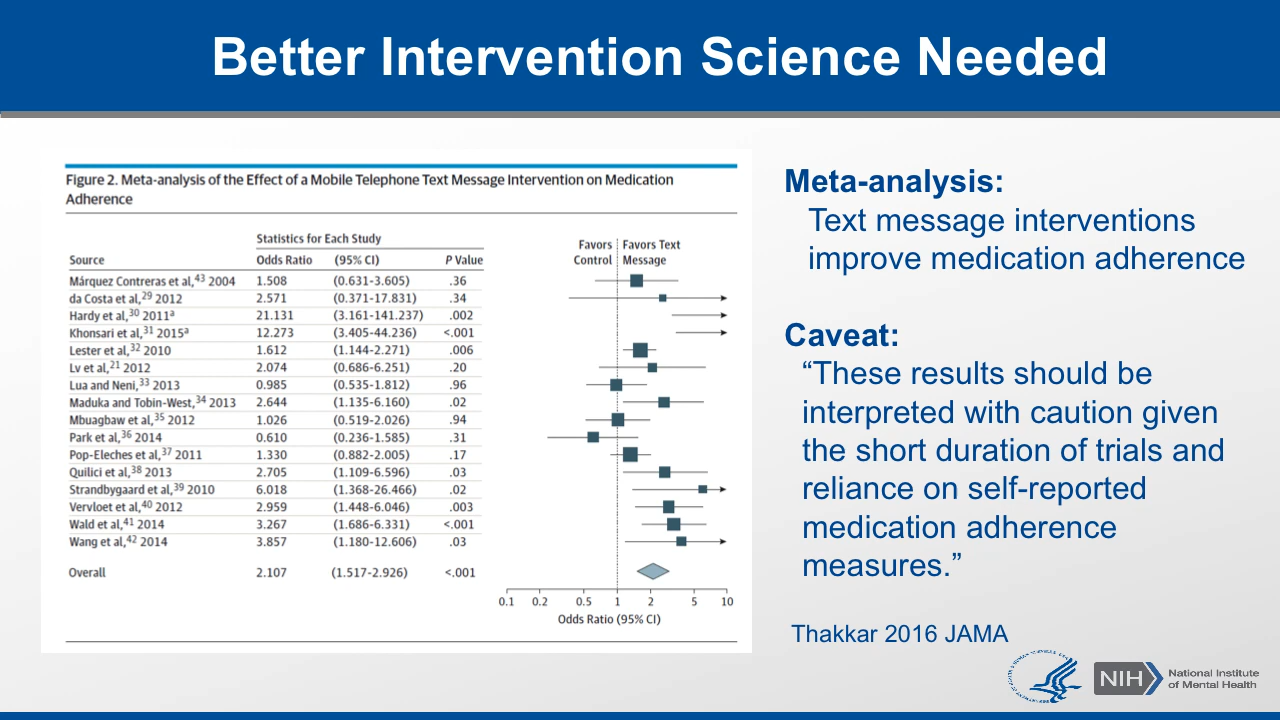 Better Intervention Science Needed
Figure 2. Meta-analysis of the Effect of a Mobile Telephone Text Message Intervention on Medication
Adherence
Statistics for Each Study
Favors Favors Text
Source Odds Ratio (95% CI) P Value Control Message
Márquez Contreras et al,43 2004 1.508 (0.631-3.605) .36
da Costa et al,29 2012 2.571 (0.371-17.831) .34
Hardy et al,30 2011a 21.131 (3.161-141.237) .002
Khonsari et al,31 2015a 12.273 (3.405-44.236) <.001
Lester et al,32 2010 1.612 (1.144-2.271) .006
Lv et al,21 2012 2.074 (0.686-6.251) .20
Lua and Neni,33 2013 0.985 (0.535-1.812) .96
Maduka and Tobin-West,34 2013 2.644 (1.135-6.160) .02
Mbuagbaw et al,35 2012 1.026 (0.519-2.026) .94
Park et al,36 2014 0.610 (0.236-1.585) .31
Pop-Eleches et al,37 2011 1.330 (0.882-2.005) .17
Quilici et al,38 2013 2.705 (1.109-6.596) .03
Strandbygaard et al,39 2010 6.018 (1.368-26.466) .02
Vervloet et al,40 2012 2.959 (1.448-6.046) .003
Wald et al,41 2014 3.267 (1.686-6.331) <.001
Wang et al,42 2014 3.857 (1.180-12.606) .03
Overall 2.107 (1.517-2.926) <.001
0.1 0.2 0.5 1 2 5 10
Odds Ratio (95% CI)
Meta-analysis:
Text message interventions
improve medication adherence
Caveat:
“These results should be
interpreted with caution given
the short duration of trials and
reliance on self-reported
medication adherence
measures.”
Thakkar 2016 JAMA
NIH
National Institute
of Mental Health